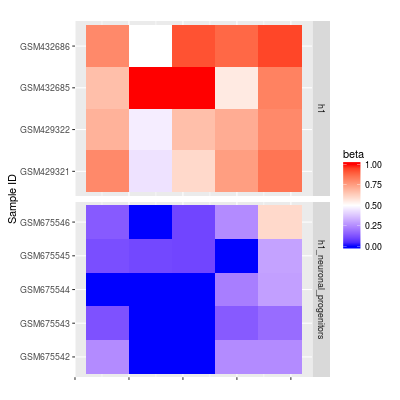 GSM432686
GSM432685
GSM429322
GSM429321
h1
GSM675546
GSM675545
GSM675544
GSM675543
GSM675542
h1_neuronal_progenitors
Sample ID
beta
1.00
0.75
0.50
0.25
0.00